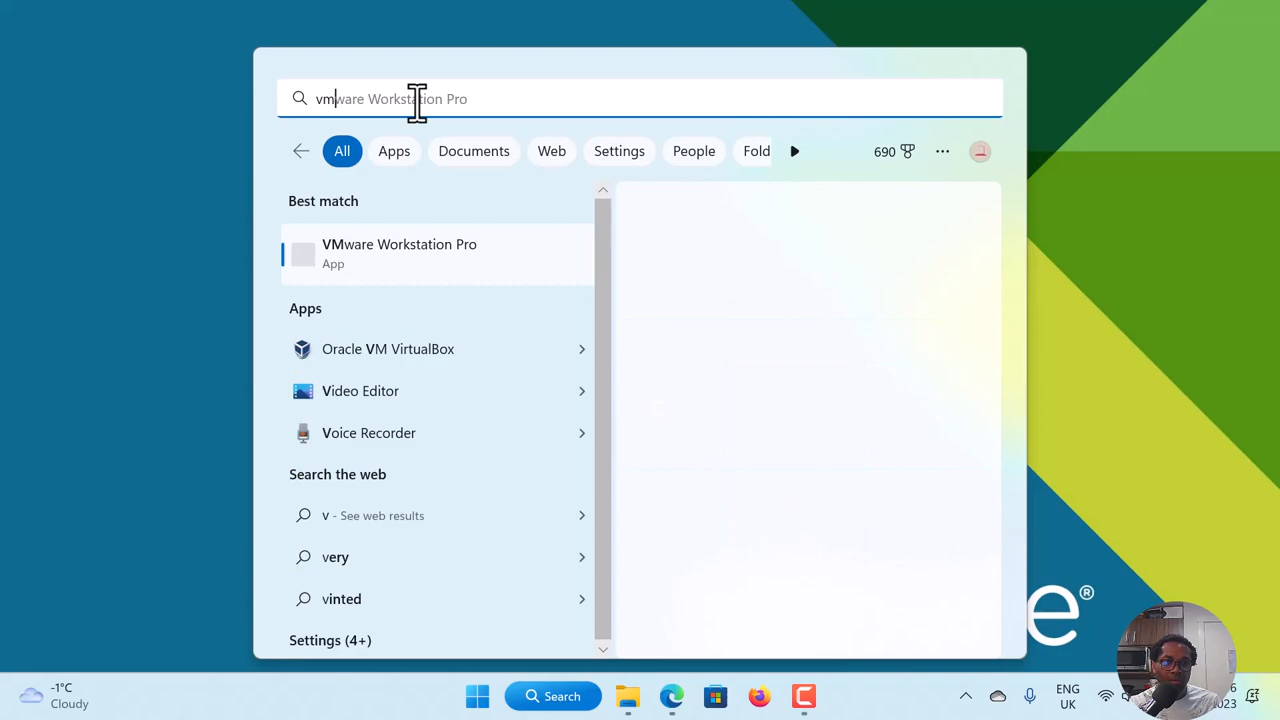 vmware Workstation Pro
All Apps Documents Web Settings People Fold 690
Best match
VMware Workstation Pro
App
Apps
Oracle VM VirtualBox
Video Editor
Voice Recorder
Search the web
v - See web results
very
vinted
Settings (4+)
e®
-1°C
Cloudy
Search
ENG
UK
6
023